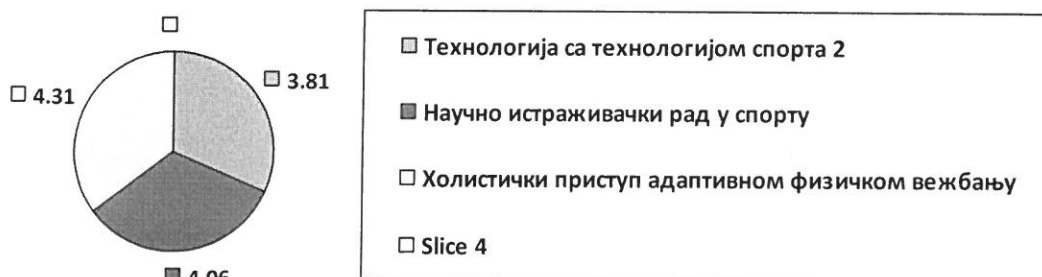 4.31
3.81
4.06
Технологија са технологијом спорта 2
Научно истраживачки рад у спорту
Холистички приступ адаптивном физичком вежбању
Slice 4